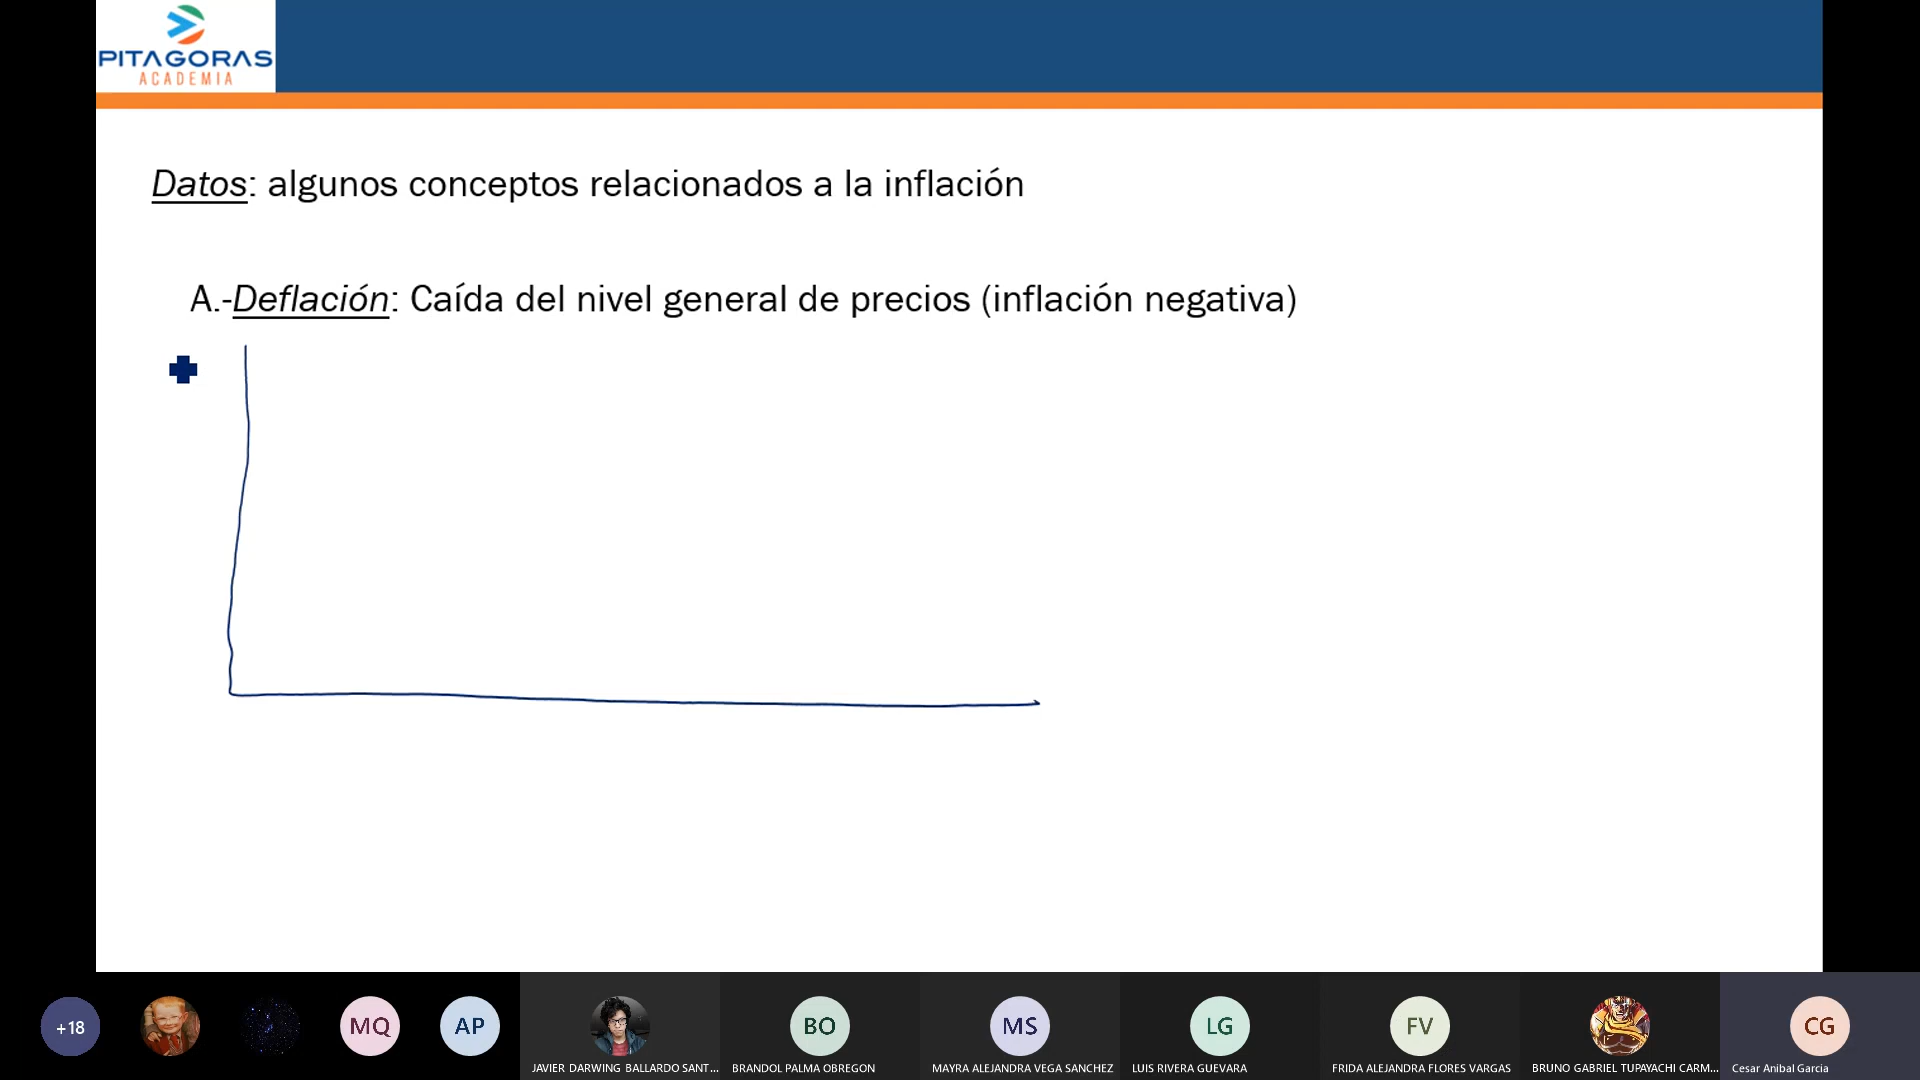 PITAGORAS
ACADEMIA
Datos: algunos conceptos relacionados a la inflación
A.-Deflación: Caída del nivel general de precios (inflación negativa)
+18
MQ
AP
BO
MS
LG
FV
CG
JAVIER DARWING BALLARDO SANT...
BRANDOL PALMA OBREGON
MAYRA ALEJANDRA VEGA SANCHEZ
LUIS RIVERA GUEVARA
FRIDA ALEJANDRA FLORES VARGAS
BRUNO GABRIEL TUPAYACHI CARM...
Cesar Anibal Garcia